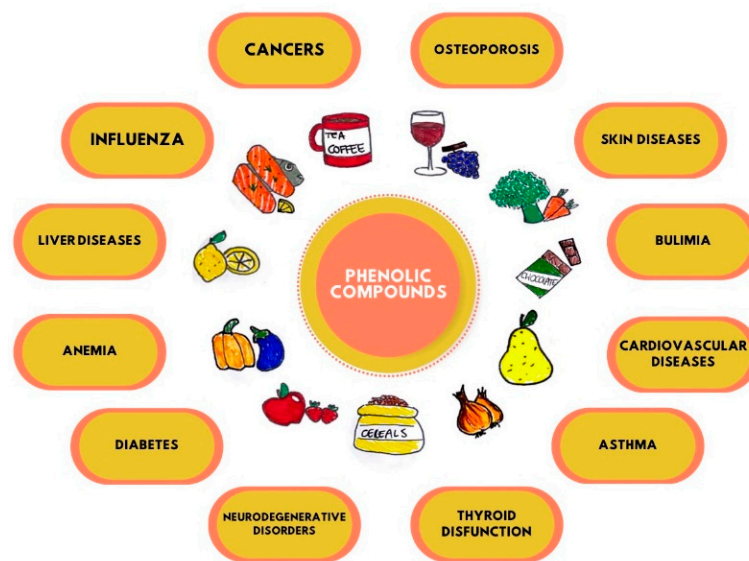 CANCERS
OSTEOPOROSIS
INFLUENZA
TEA
COFFEE
SKIN DISEASES
LIVER DISEASES
BULIMIA
PHENOLIC
COMPOUNDS
CHOCOLATE
ANEMIA
CARDIOVASCULAR
DISEASES
DIABETES
CEREALS
ASTHMA
NEURODEGENERATIVE
DISORDERS
THYROID
DISFUNCTION